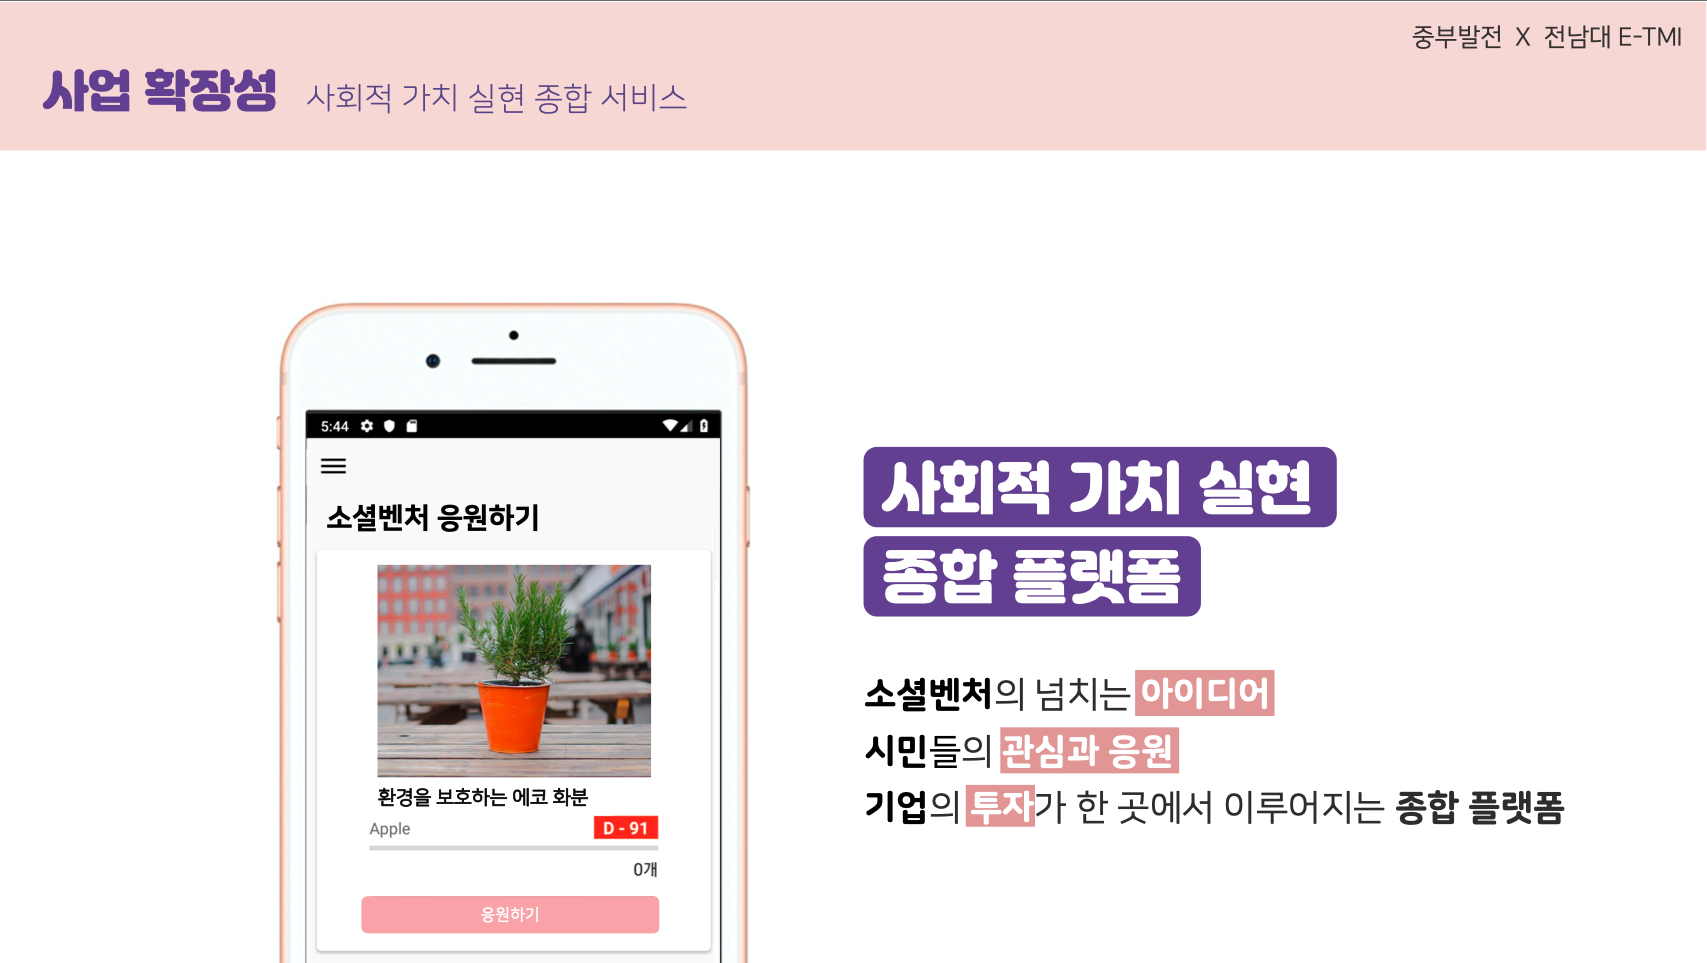 중부발전 X 전남대 E-TMI
사업 확장성 사회적 가치 실현 종합 서비스
5:44
소셜벤처 응원하기
환경을 보호하는 에코 화분
Apple D - 91
0개
응원하기
사회적 가치 실현
종합 플랫폼
소셜벤처의 넘치는 아이디어
시민들의 관심과 응원
기업의 투자가 한 곳에서 이루어지는 종합 플랫폼